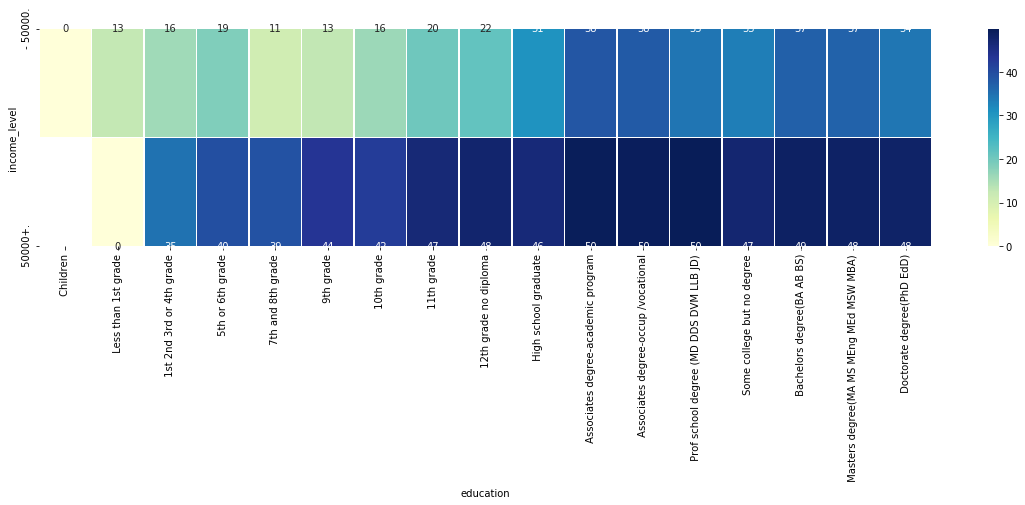 - 50000.
0 13 16 19 11 13 16 20 22
income_level
50000+.
0 35 40 39 44 42 47 48 46 50 50 50 47 49 48 48
Children
Less than 1st grade
1st 2nd 3rd or 4th grade
5th or 6th grade
7th and 8th grade
9th grade
10th grade
11th grade
12th grade no diploma
High school graduate
Associates degree-academic program
Associates degree-occup /vocational
Prof school degree (MD DDS DVM LLB JD)
Some college but no degree
Bachelors degree(BA AB BS)
Masters degree(MA MS MEng MEd MSW MBA)
Doctorate degree(PhD EdD)
education
40
30
20
10
0